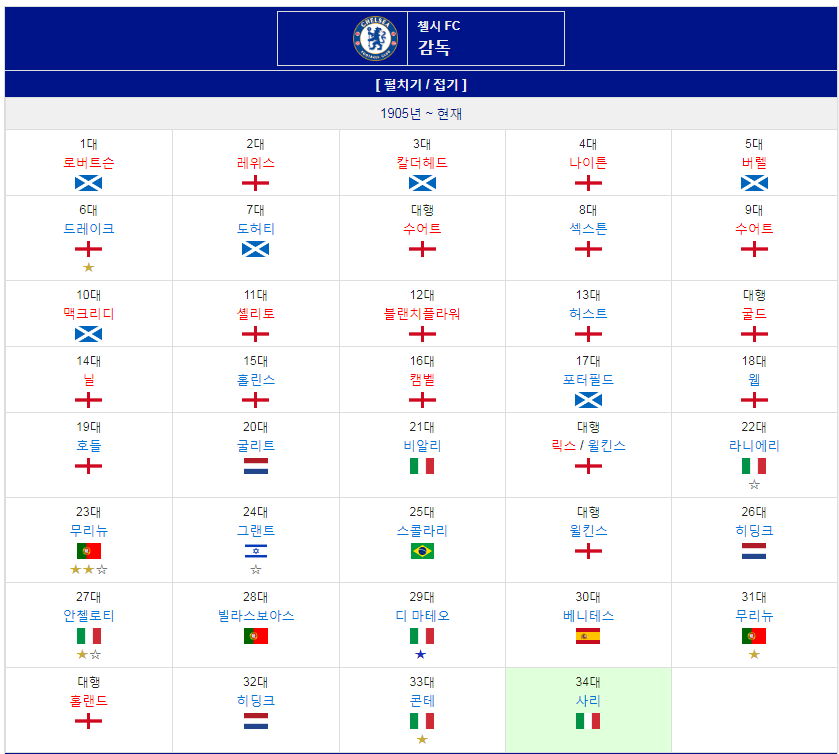 CHELSEA
FOOTBALL CLUB
첼시 FC
감독
[ 펼치기 / 접기 ]
1905년 ~ 현재
1대 2대 3대 4대 5대
로버트슨 레위스 칼더헤드 나이튼 버렐
6대 7대 대행 8대 9대
드레이크 도허티 수어트 섹스튼 수어트
★
10대 11대 12대 13대 대행
맥크리디 셸리토 블랜치플라워 허스트 굴드
14대 15대 16대 17대 18대
닐 홀린스 캠벨 포터필드 웹
19대 20대 21대 대행 22대
호들 굴리트 비알리 릭스 / 윌킨스 라니에리
☆
23대 24대 25대 대행 26대
무리뉴 그랜트 스콜라리 윌킨스 히딩크
★★☆ ☆
27대 28대 29대 30대 31대
안첼로티 빌라스보아스 디 마테오 베니테스 무리뉴
★☆ ★ ★
대행 32대 33대 34대
홀랜드 히딩크 콘테 사리
★